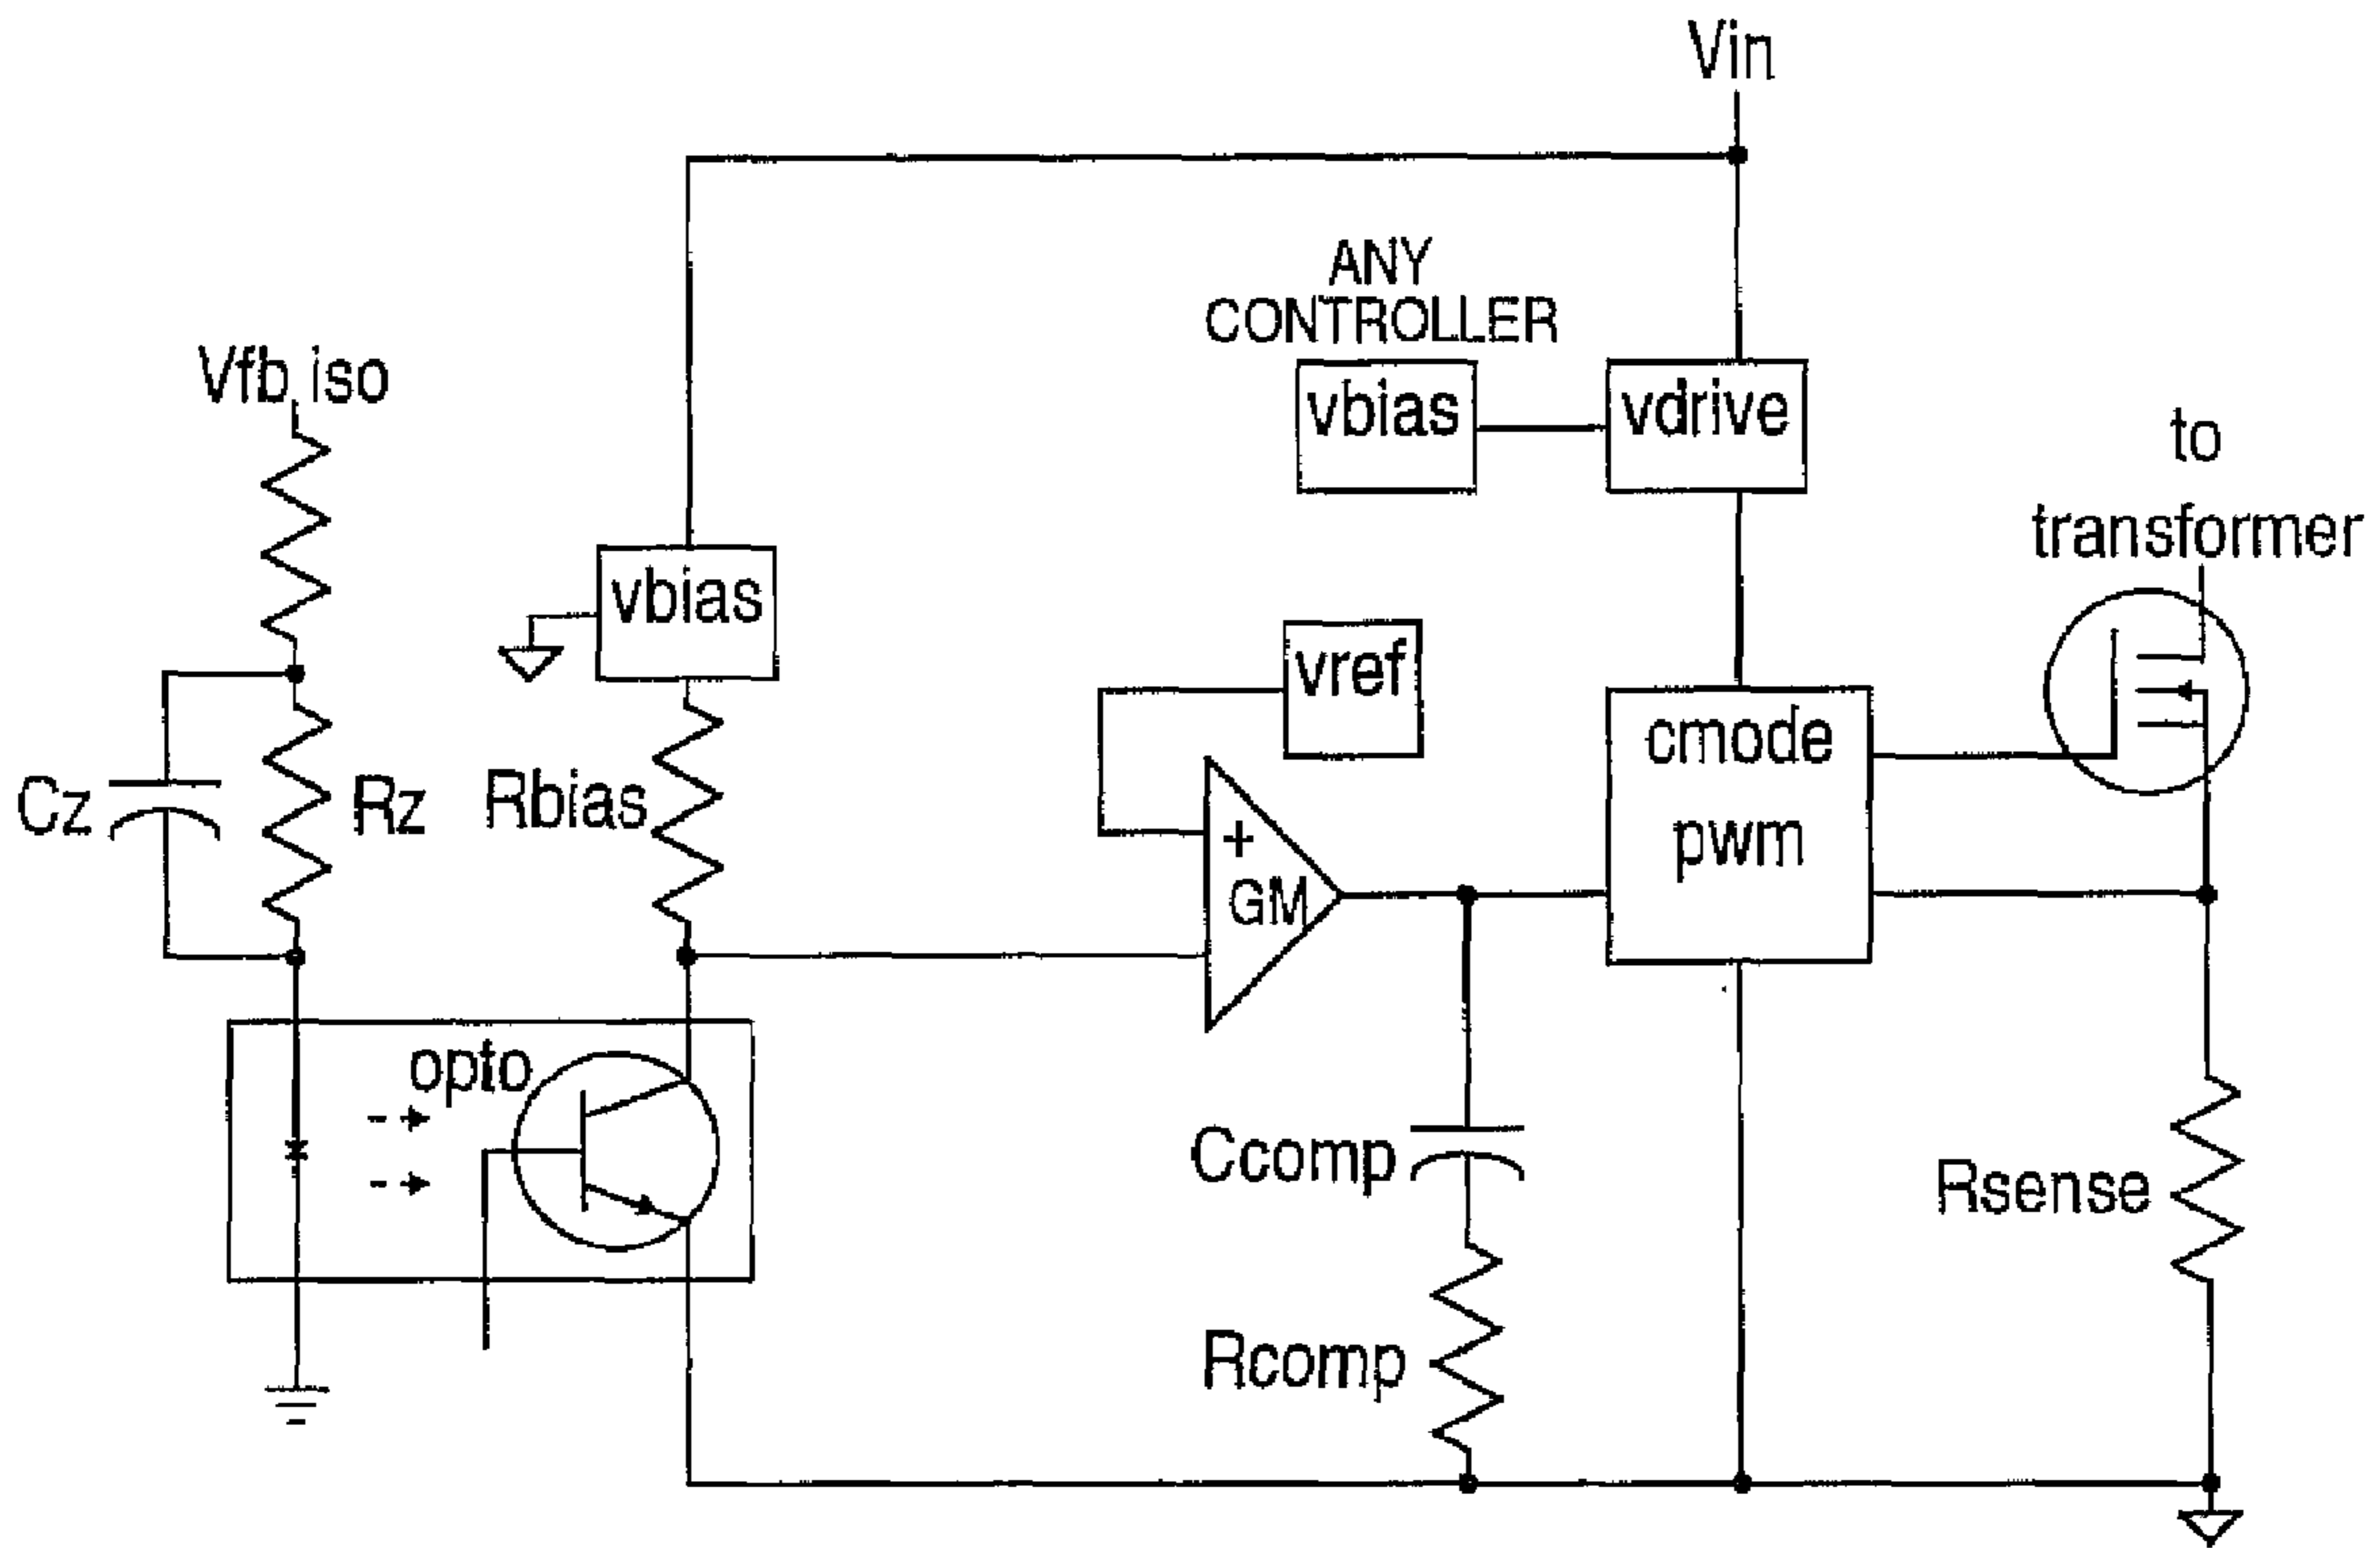 Vin
ANY
CONTROLLER
Vfb iso
vbias
vdrive
to
transformer
vbias
vref
Cz
Rz
Rbias
+
GM
cmode
pwm
opto
Ccomp
Rsense
Rcomp